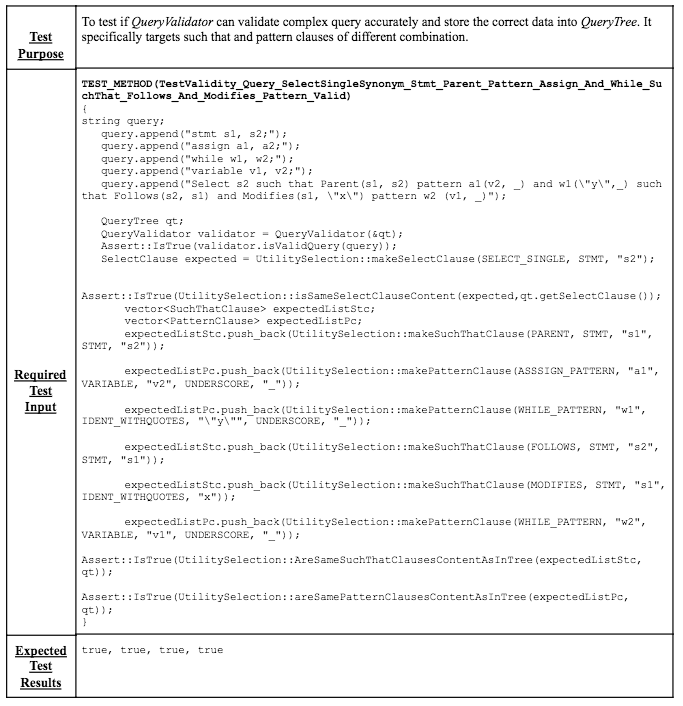 Test
Purpose
To test if QueryValidator can validate complex query accurately and store the correct data into QueryTree. It
specifically targets such that and pattern clauses of different combination.
Required
Test
Input
TEST_METHOD(TestValidity_Query_SelectSingleSynonym_Stmt_Parent_Pattern_Assign_And_While_Su
chThat_Follows_And_Modifies_Pattern_Valid)
{
string query;
query.append("stmt s1, s2;");
query.append("assign a1, a2;");
query.append("while w1, w2;");
query.append("variable v1, v2;");
query.append("Select s2 such that Parent(s1, s2) pattern a1(v2, _) and w1(\"y\",_) such
that Follows(s2, s1) and Modifies(s1, \"x\") pattern w2 (v1, _)");
QueryTree qt;
QueryValidator validator = QueryValidator(&qt);
Assert::IsTrue(validator.isValidQuery(query));
SelectClause expected = UtilitySelection::makeSelectClause(SELECT_SINGLE, STMT, "s2");
Assert::IsTrue(UtilitySelection::isSameSelectClauseContent(expected,qt.getSelectClause());
vector<SuchThatClause> expectedListStc;
vector<PatternClause> expectedListPc;
expectedListStc.push_back(UtilitySelection::makeSuchThatClause(PARENT, STMT, "s1",
STMT, "s2"));
expectedListPc.push_back(UtilitySelection::makePatternClause(ASSSIGN_PATTERN, "a1",
VARIABLE, "v2", UNDERSCORE, "_"));
expectedListPc.push_back(UtilitySelection::makePatternClause(WHILE_PATTERN, "w1",
IDENT_WITHQUOTES, "\"y\"", UNDERSCORE, "_"));
expectedListStc.push_back(UtilitySelection::makeSuchThatClause(FOLLOWS, STMT, "s2",
STMT, "s1"));
expectedListStc.push_back(UtilitySelection::makeSuchThatClause(MODIFIES, STMT, "s1",
IDENT_WITHQUOTES, "x"));
expectedListPc.push_back(UtilitySelection::makePatternClause(WHILE_PATTERN, "w2",
VARIABLE, "v1", UNDERSCORE, "_"));
Assert::IsTrue(UtilitySelection::AreSameSuchThatClausesContentAsInTree(expectedListStc,
qt));
Assert::IsTrue(UtilitySelection::areSamePatternClausesContentAsInTree(expectedListPc,
qt));
}
Expected
Test
Results
true, true, true, true